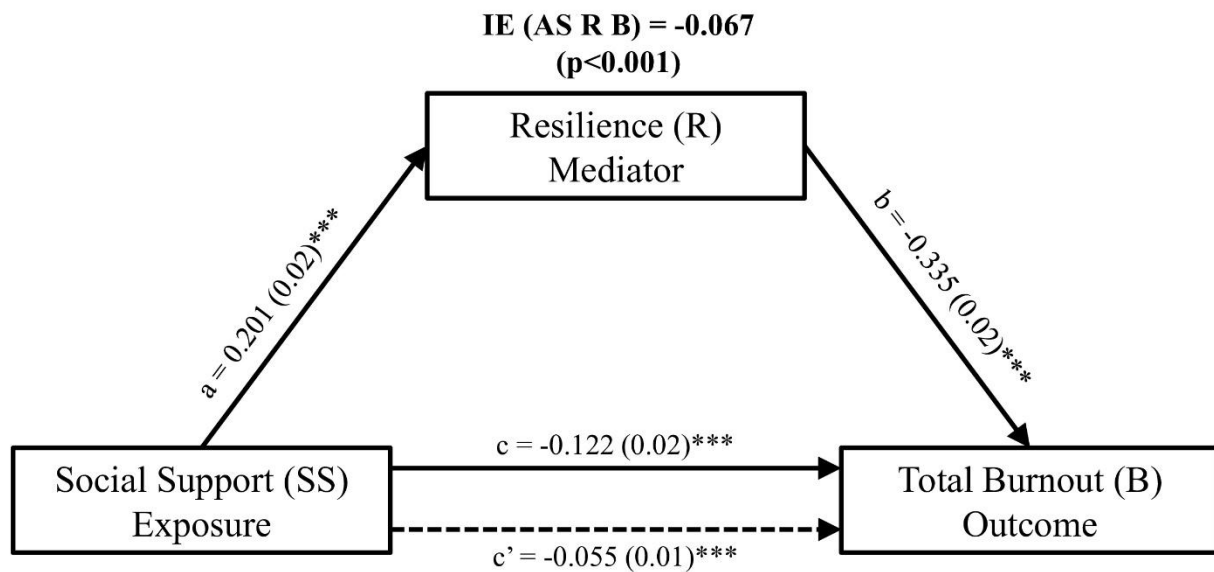 IE (AS R B) = -0.067
(p<0.001)
Resilience (R)
Mediator
a = 0.201 (0.02)***
b = -0.335 (0.02)***
c = -0.122 (0.02)***
Social Support (SS)
Exposure
Total Burnout (B)
Outcome
c’ = -0.055 (0.01)***